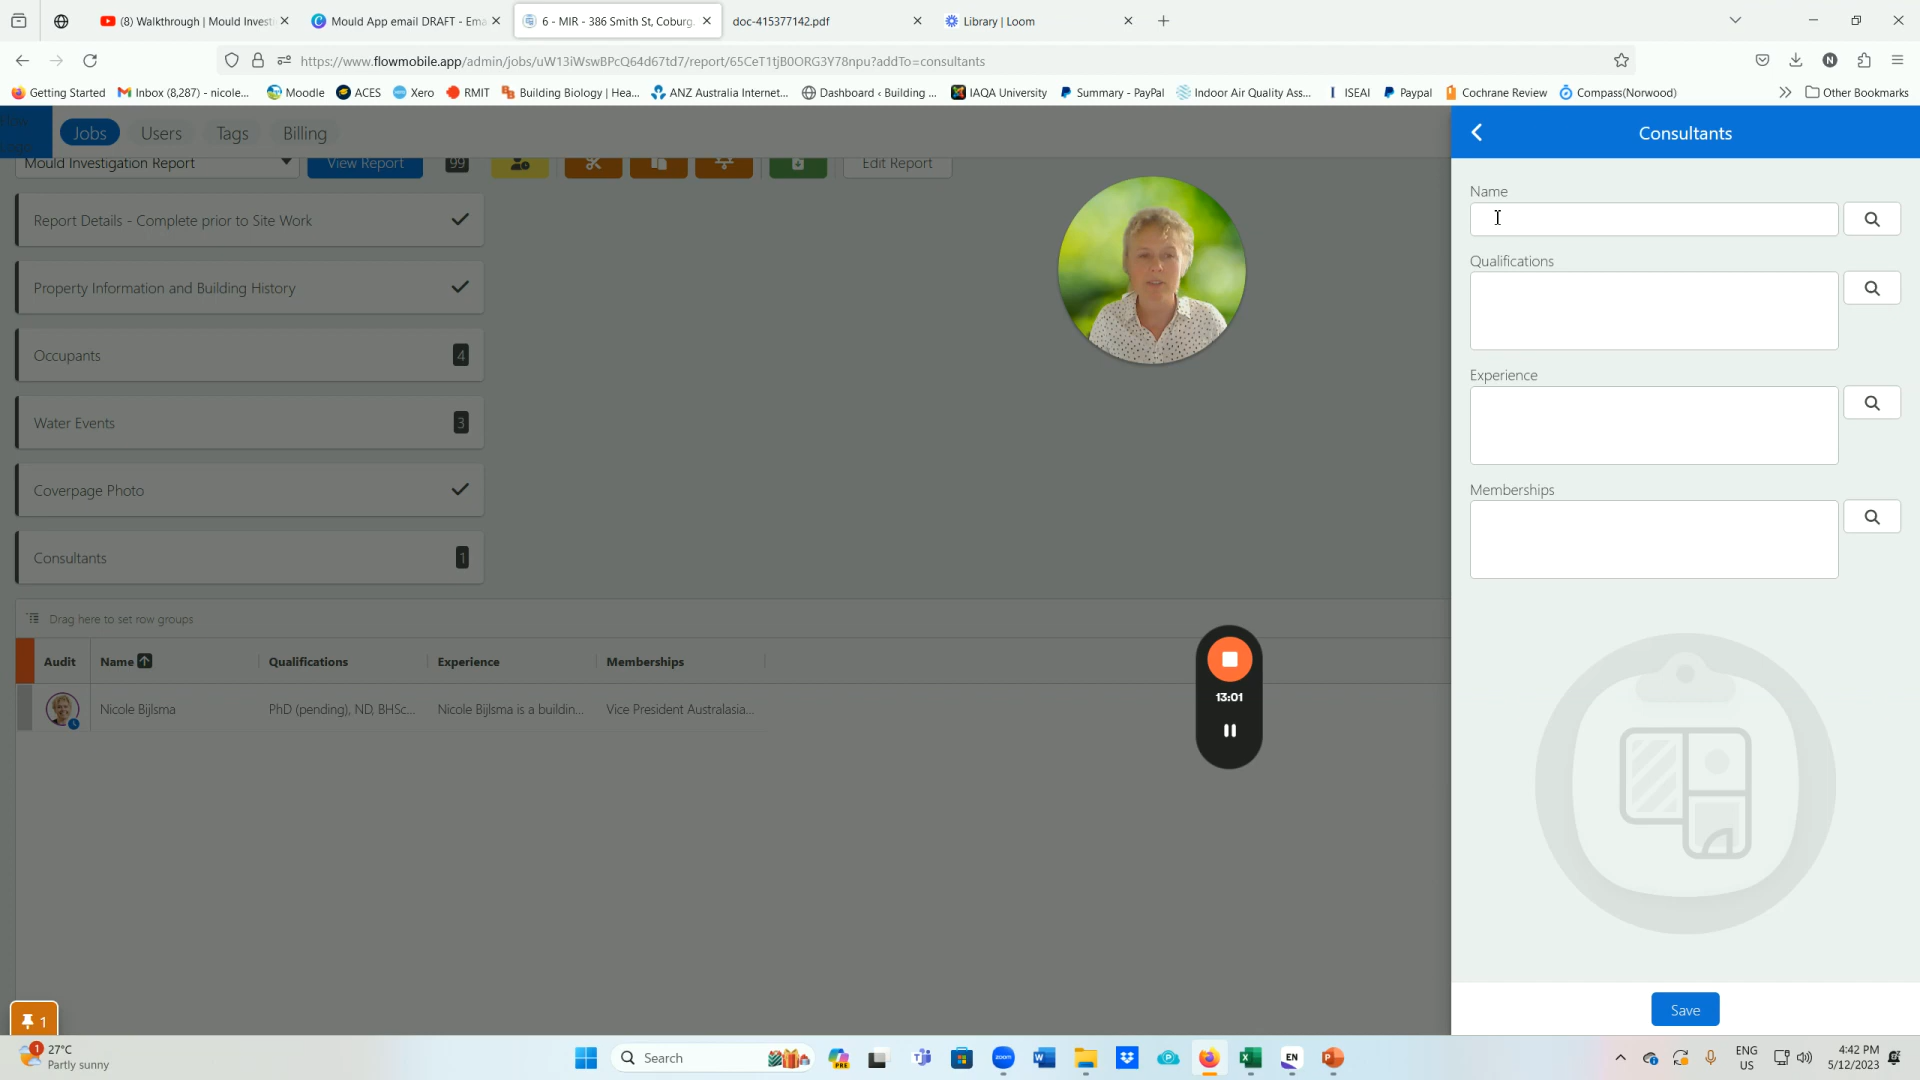 (8) Walkthrough | Mould Investi
Mould App email DRAFT - Ema
6 - MIR - 386 Smith St, Coburg,
doc-415377142.pdf
Library | Loom
https://www.flowmobile.app/admin/jobs/uW13iWswBPcQ64d67td7/report/65CeT1tjB0ORG3Y78npu?addTo=consultants
N
Getting Started
Inbox (8,287) - nicole...
Moodle
ACES
Xero
RMIT
Building Biology | Hea...
ANZ Australia Internet...
Dashboard ‹ Building ...
IAQA University
Summary - PayPal
Indoor Air Quality Ass...
ISEAI
Paypal
Cochrane Review
Compass(Norwood)
Other Bookmarks
Jobs
Users
Tags
Billing
Mould Investigation Report
View Report
99
Edit Report
Report Details - Complete prior to Site Work
Property Information and Building History
Occupants
4
Water Events
3
Coverpage Photo
Consultants
1
Drag here to set row groups
Audit
Name
Qualifications
Experience
Memberships
Nicole Bijlsma
PhD (pending), ND, BHSc...
Nicole Bijlsma is a buildin...
Vice President Australasia...
13:01
Consultants
Name
Qualifications
Experience
Memberships
Save
1
1
27°C
Partly sunny
Search
PRE
zoom
EN
ENG
US
4:42 PM
5/12/2023